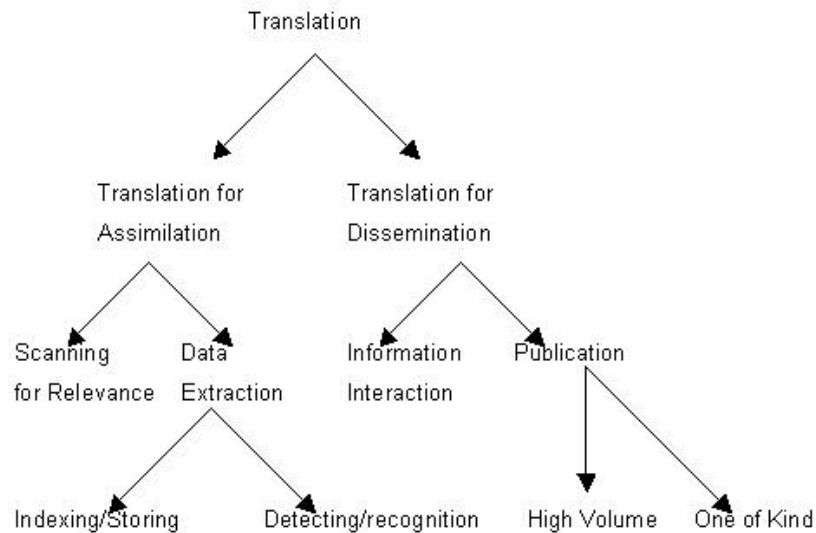 Translation
Translation for
Assimilation
Translation for
Dissemination
Scanning
for Relevance
Data
Extraction
Information
Interaction
Publication
Indexing/Storing
Detecting/recognition
High Volume
One of Kind